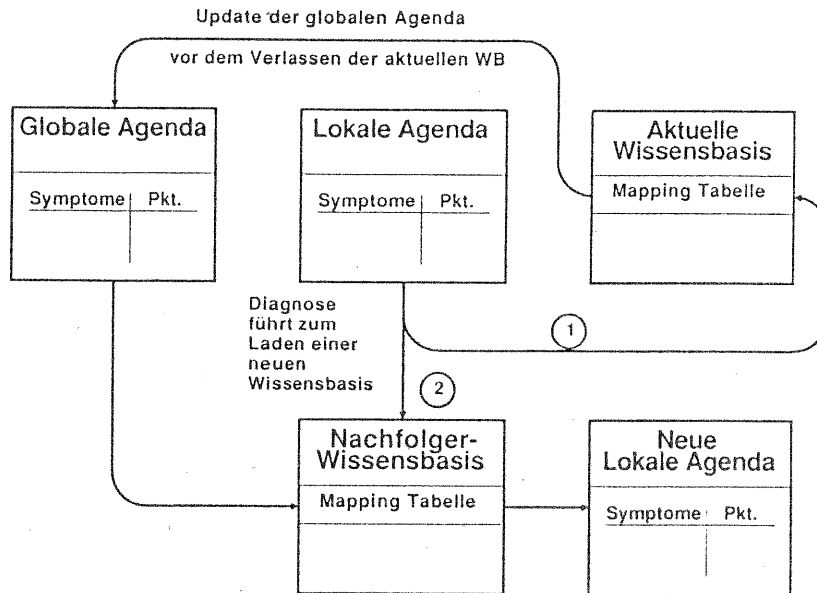 Update der globalen Agenda
vor dem Verlassen der aktuellen WB
Globale Agenda
Symptome Pkt.
Lokale Agenda
Symptome Pkt.
Aktuelle
Wissensbasis
Mapping Tabelle
Diagnose
führt zum
Laden einer
neuen
Wissensbasis
1
2
Nachfolger-
Wissensbasis
Mapping Tabelle
Neue
Lokale Agenda
Symptome Pkt.